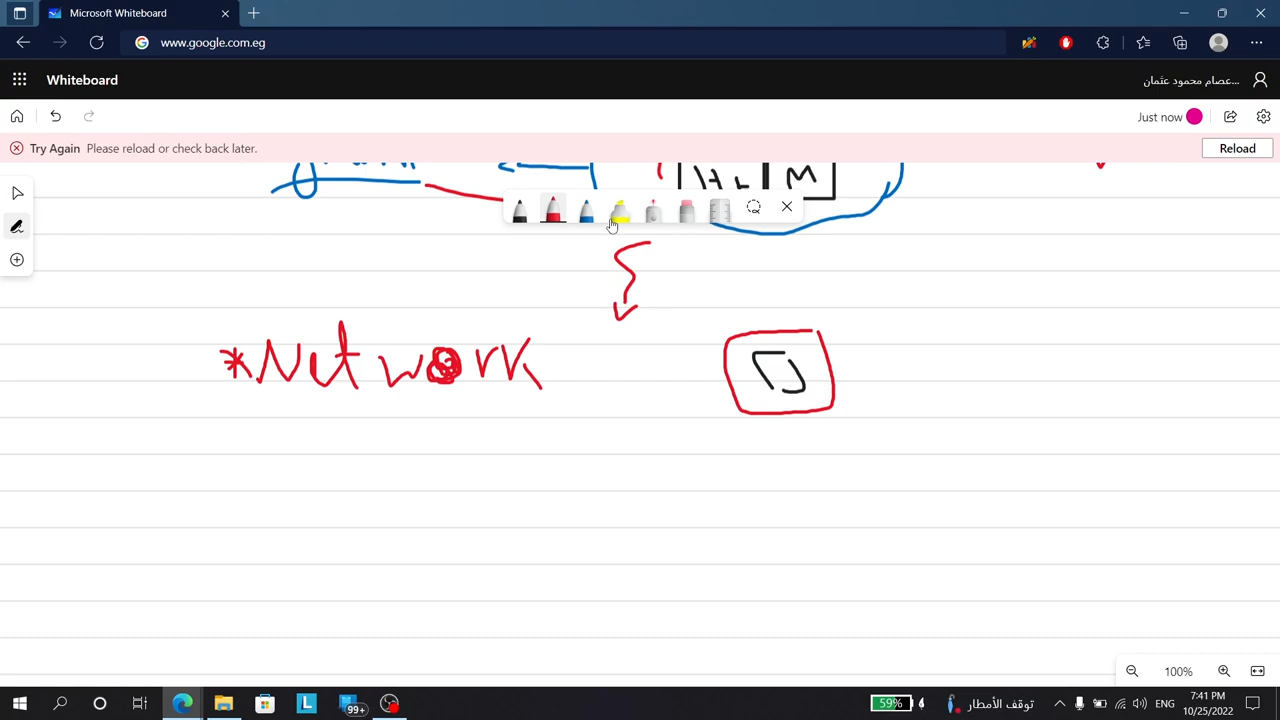 Microsoft Whiteboard
www.google.com.eg
Whiteboard
عصام محمود عثمان...
Just now
Try Again Please reload or check back later.
Reload
*Network
100%
99+
59%
توقف الأمطار
ENG
7:41 PM
10/25/2022